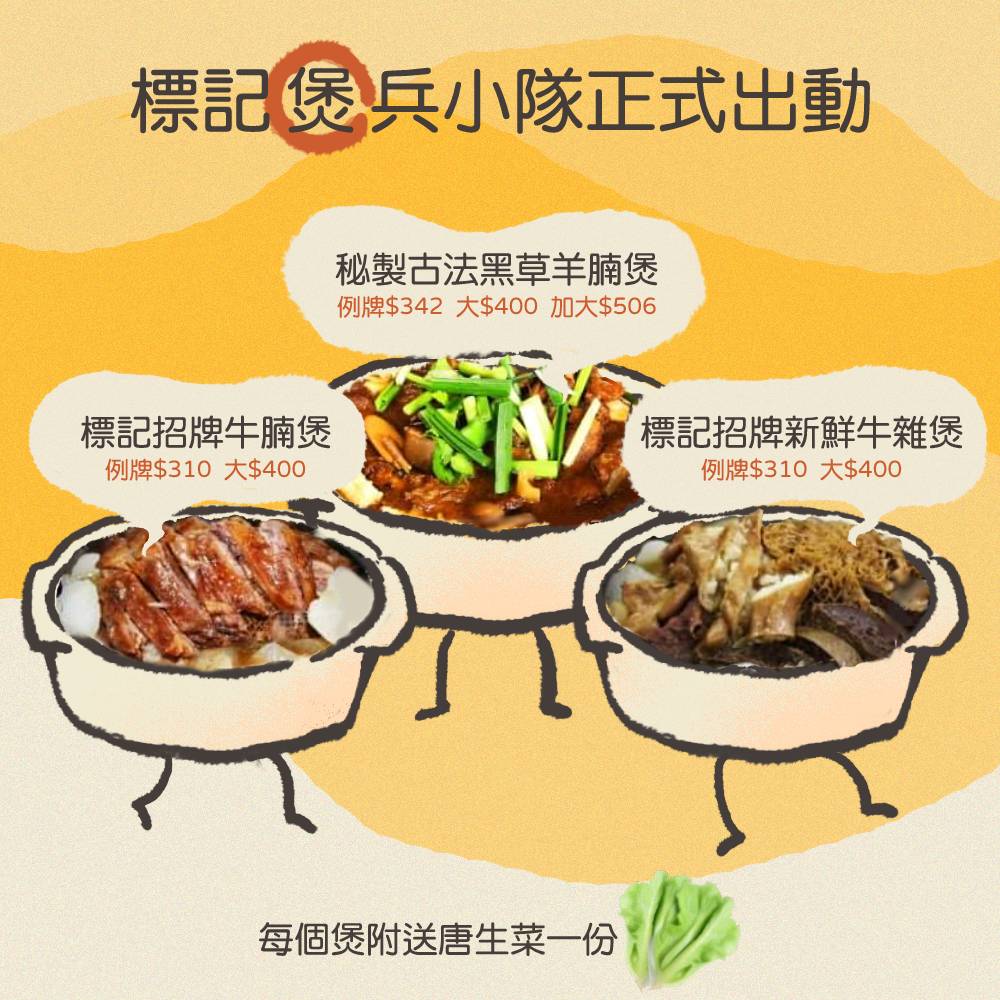 標記煲兵小隊正式出動
秘製古法黑草羊腩煲
例牌$342 大$400 加大$506
標記招牌牛腩煲
例牌$310 大$400
標記招牌新鮮牛雜煲
例牌$310 大$400
每個煲附送唐生菜一份